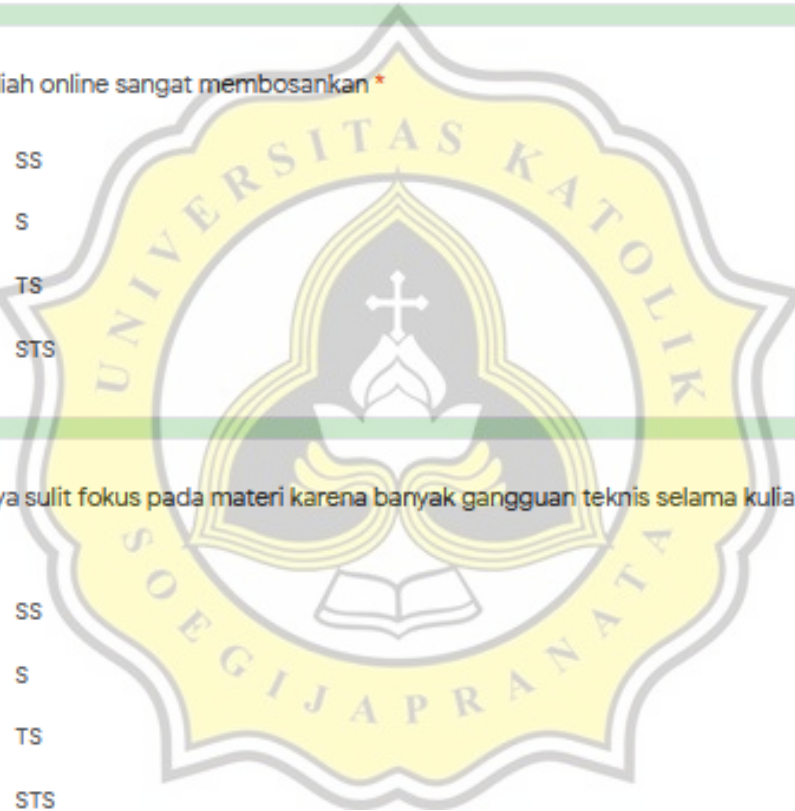 iah online sangat membosankan *
SS
S
TS
STS
ya sulit fokus pada materi karena banyak gangguan teknis selama kulia
SS
S
TS
STS
UNIVERSITAS KATOLIK
SOEGIJAPRANATA